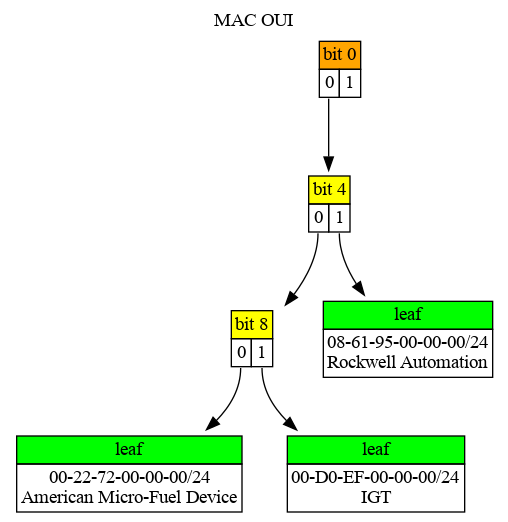 MAC OUI
bit 0
0 1
bit 4
0 1
leaf
08-61-95-00-00-00/24
Rockwell Automation
bit 8
0 1
leaf
00-22-72-00-00-00/24
American Micro-Fuel Device
leaf
00-D0-EF-00-00-00/24
IGT